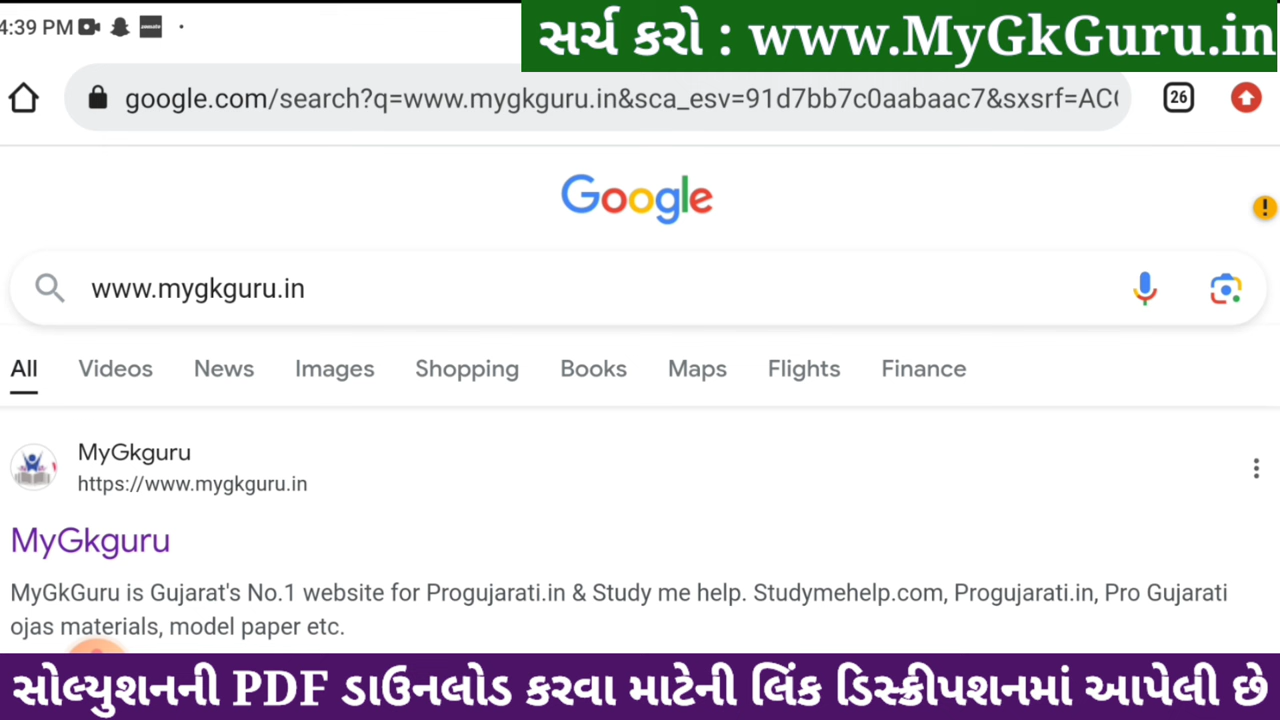 4:39 PM
સર્ચ કરો : www.MyGkGuru.in
google.com/search?q=www.mygkguru.in&sca_esv=91d7bb7c0aabaac7&sxsrf=AC
26
Google
www.mygkguru.in
All Videos News Images Shopping Books Maps Flights Finance
MyGkguru
https://www.mygkguru.in
MyGkguru
MyGkGuru is Gujarat's No.1 website for Progujarati.in & Study me help. Studymehelp.com, Progujarati.in, Pro Gujarati
ojas materials, model paper etc.
સોલ્યુશનની PDF ડાઉનલોડ કરવા માટેની લિંક ડિસ્ક્રીપશનમાં આપેલી છે